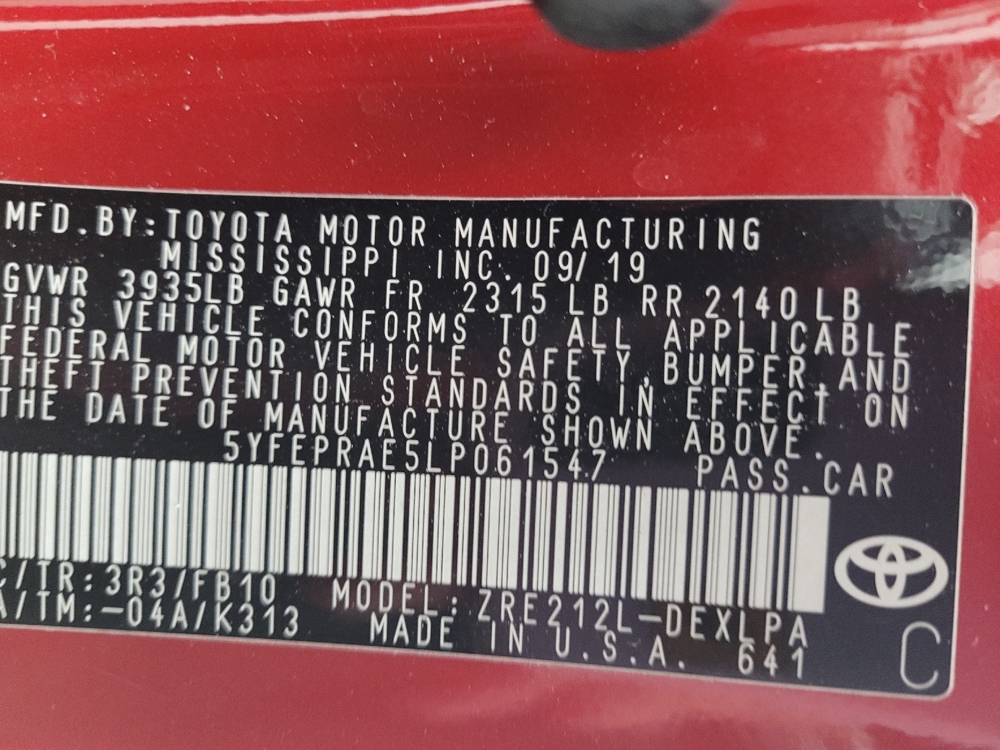 MFD.BY:TOYOTA MOTOR MANUFACTURING
MISSISSIPPI INC. 09/19
GVWR 3935LB GAWR FR 2315 LB RR 2140 LB
THIS VEHICLE CONFORMS TO ALL APPLICABLE
FEDERAL MOTOR VEHICLE SAFETY,BUMPER,AND
THEFT PREVENTION STANDARDS IN EFFECT ON
THE DATE OF MANUFACTURE SHOWN ABOVE.
5YFEPRAE5LP061547 PASS.CAR
C/TR:3R3/FB10 MODEL:ZRE212L-DEXLPA
A/TM:-04A/K313 MADE IN U.S.A. 641
C